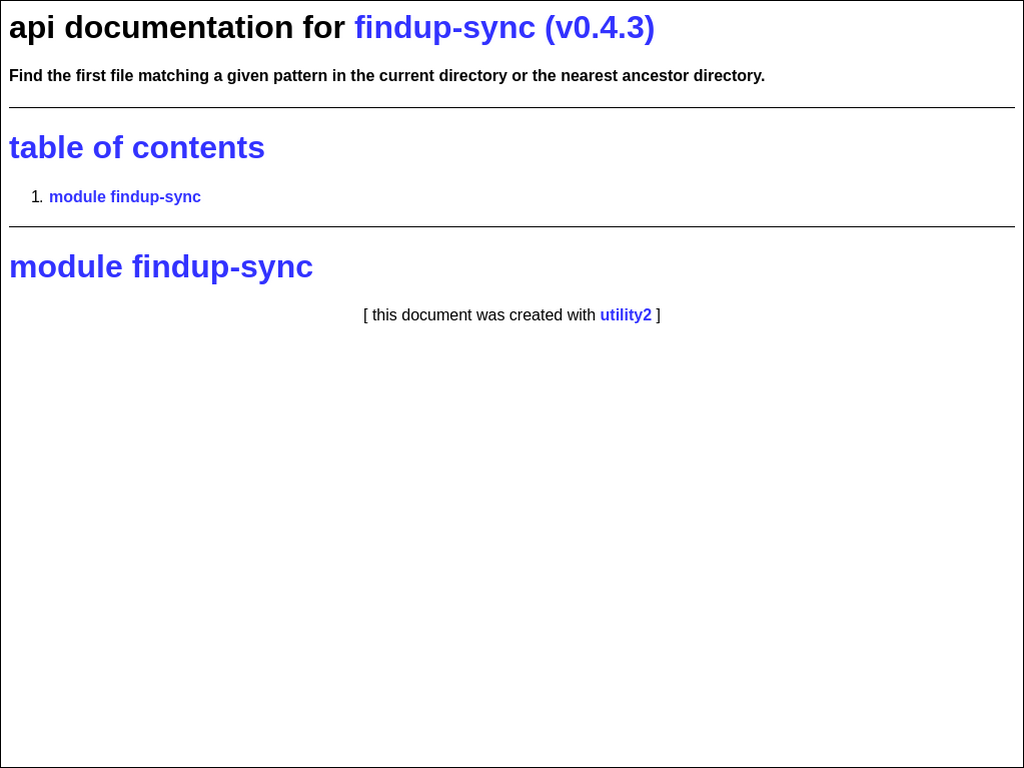 api documentation for findup-sync (v0.4.3)
Find the first file matching a given pattern in the current directory or the nearest ancestor directory.
table of contents
1. module findup-sync
module findup-sync
[ this document was created with utility2 ]